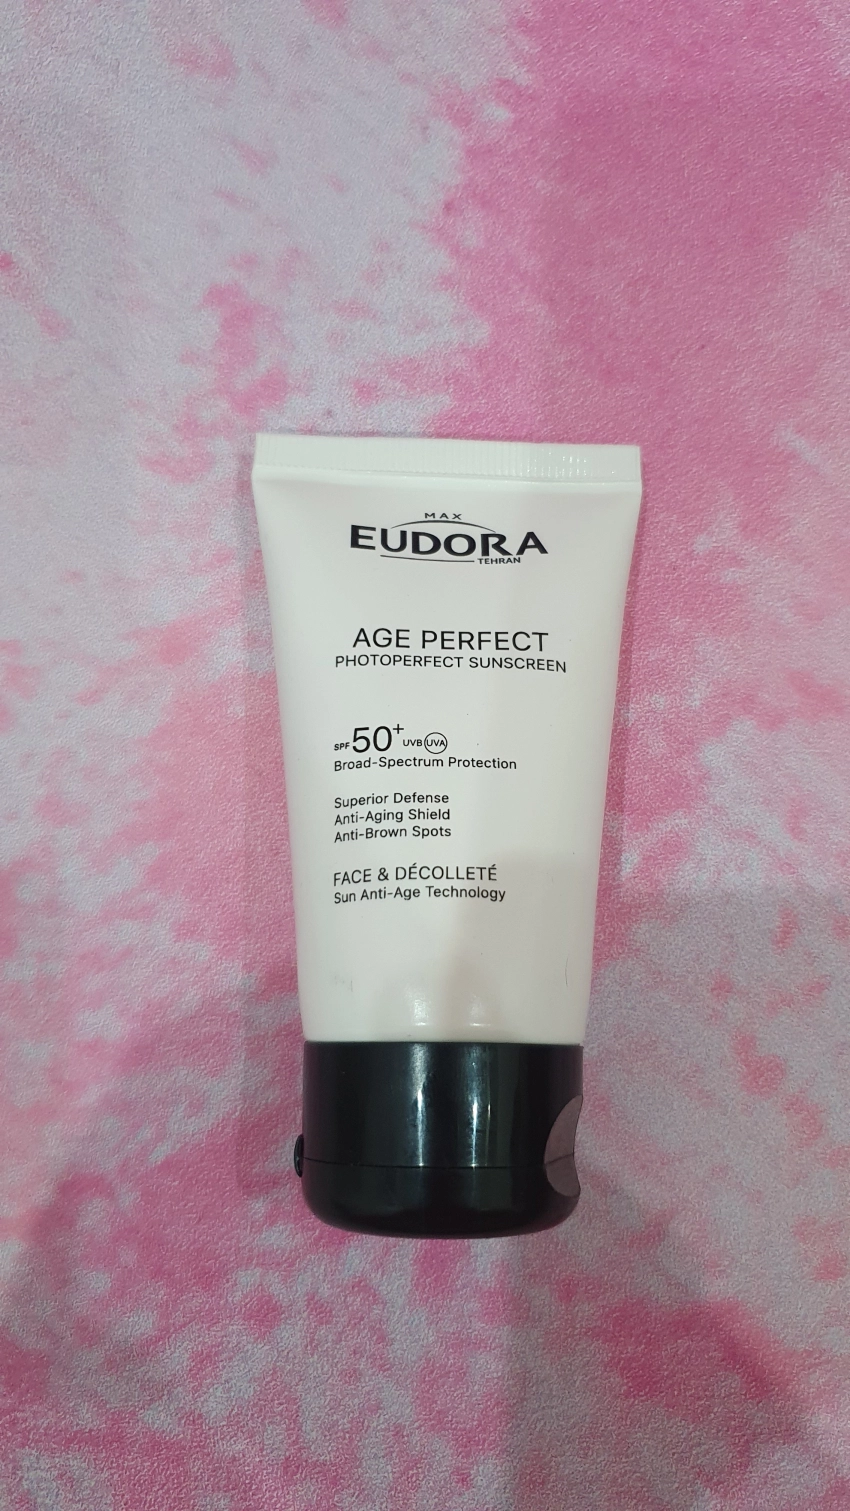 MAX
EUDORA
TEHRAN
AGE PERFECT
PHOTOPERFECT SUNSCREEN
SPF 50+ UVB UVA
Broad-Spectrum Protection
Superior Defense
Anti-Aging Shield
Anti-Brown Spots
FACE & DÉCOLLETÉ
Sun Anti-Age Technology